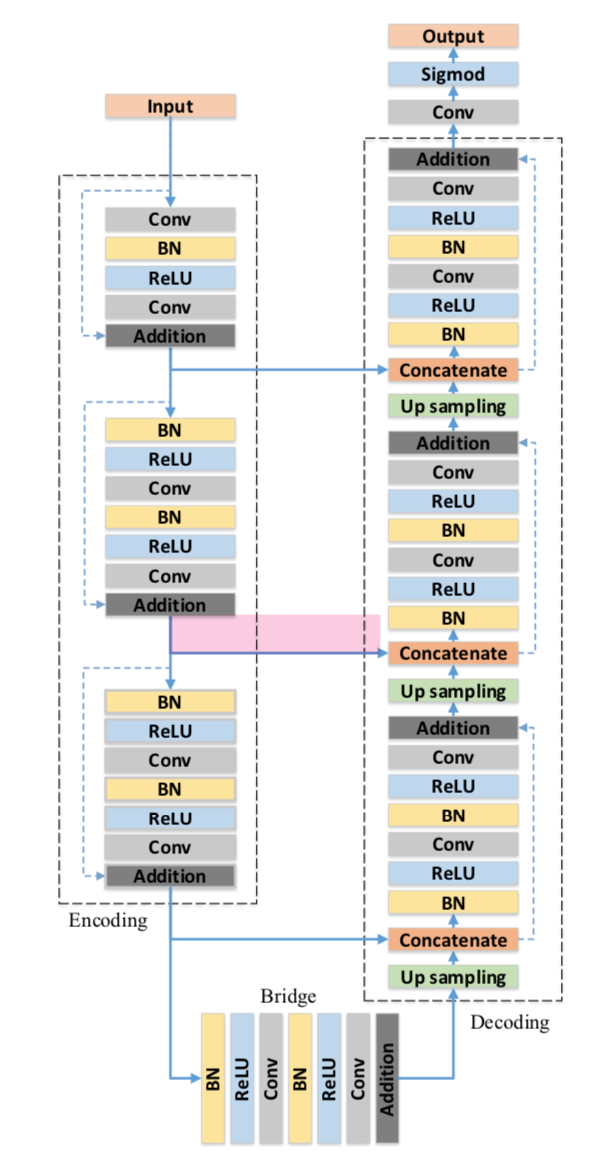 Input
Conv
BN
ReLU
Conv
Addition
BN
ReLU
Conv
BN
ReLU
Conv
Addition
BN
ReLU
Conv
BN
ReLU
Conv
Addition
Encoding
Bridge
BN
ReLU
Conv
BN
ReLU
Conv
Addition
Output
Sigmod
Conv
Addition
Conv
ReLU
BN
Conv
ReLU
BN
Concatenate
Up sampling
Addition
Conv
ReLU
BN
Conv
ReLU
BN
Concatenate
Up sampling
Addition
Conv
ReLU
BN
Conv
ReLU
BN
Concatenate
Up sampling
Decoding